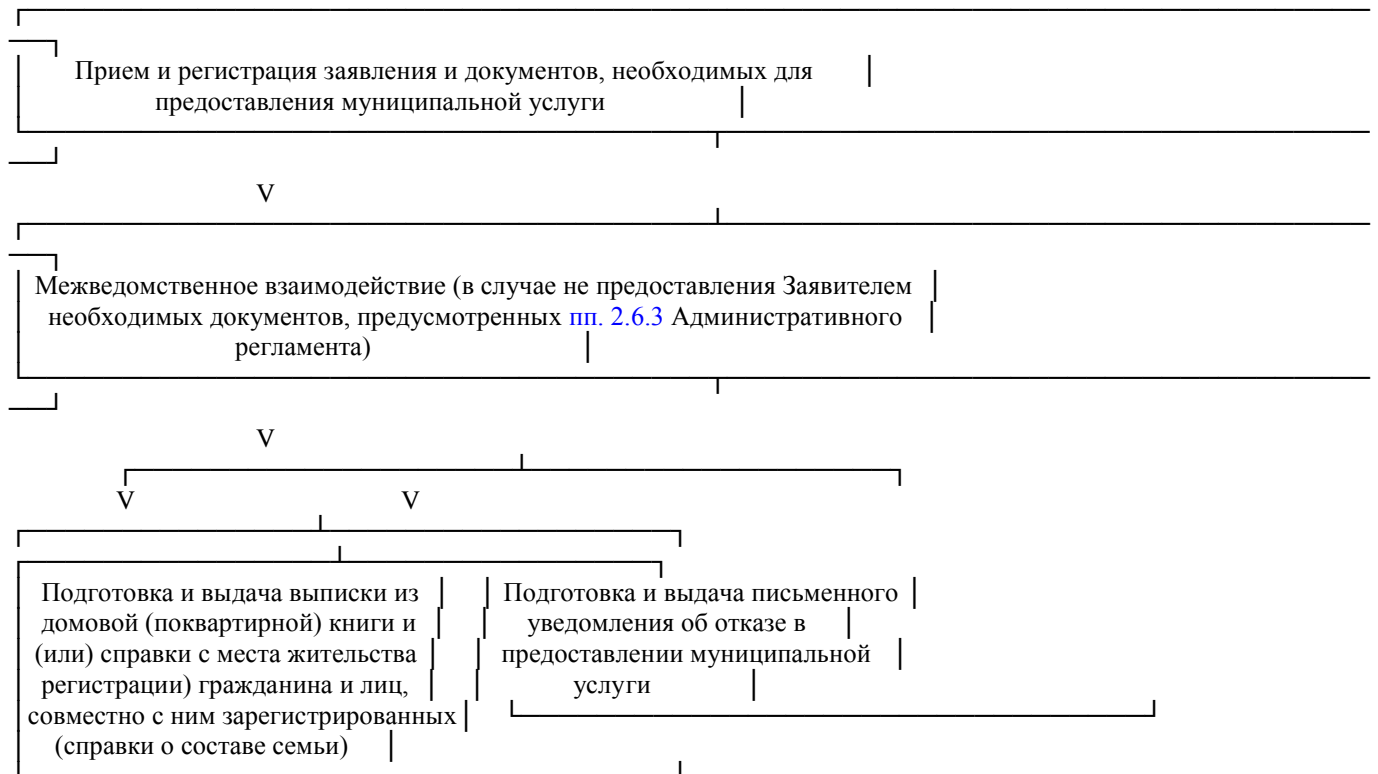 Прием и регистрация заявления и документов, необходимых для
предоставления муниципальной услуги
V
Межведомственное взаимодействие (в случае не предоставления Заявителем
необходимых документов, предусмотренных пп. 2.6.3 Административного
регламента)
V
V V
Подготовка и выдача выписки из
домовой (поквартирной) книги и
(или) справки с места жительства
регистрации) гражданина и лиц,
совместно с ним зарегистрированных
(справки о составе семьи)
Подготовка и выдача письменного
уведомления об отказе в
предоставлении муниципальной
услуги